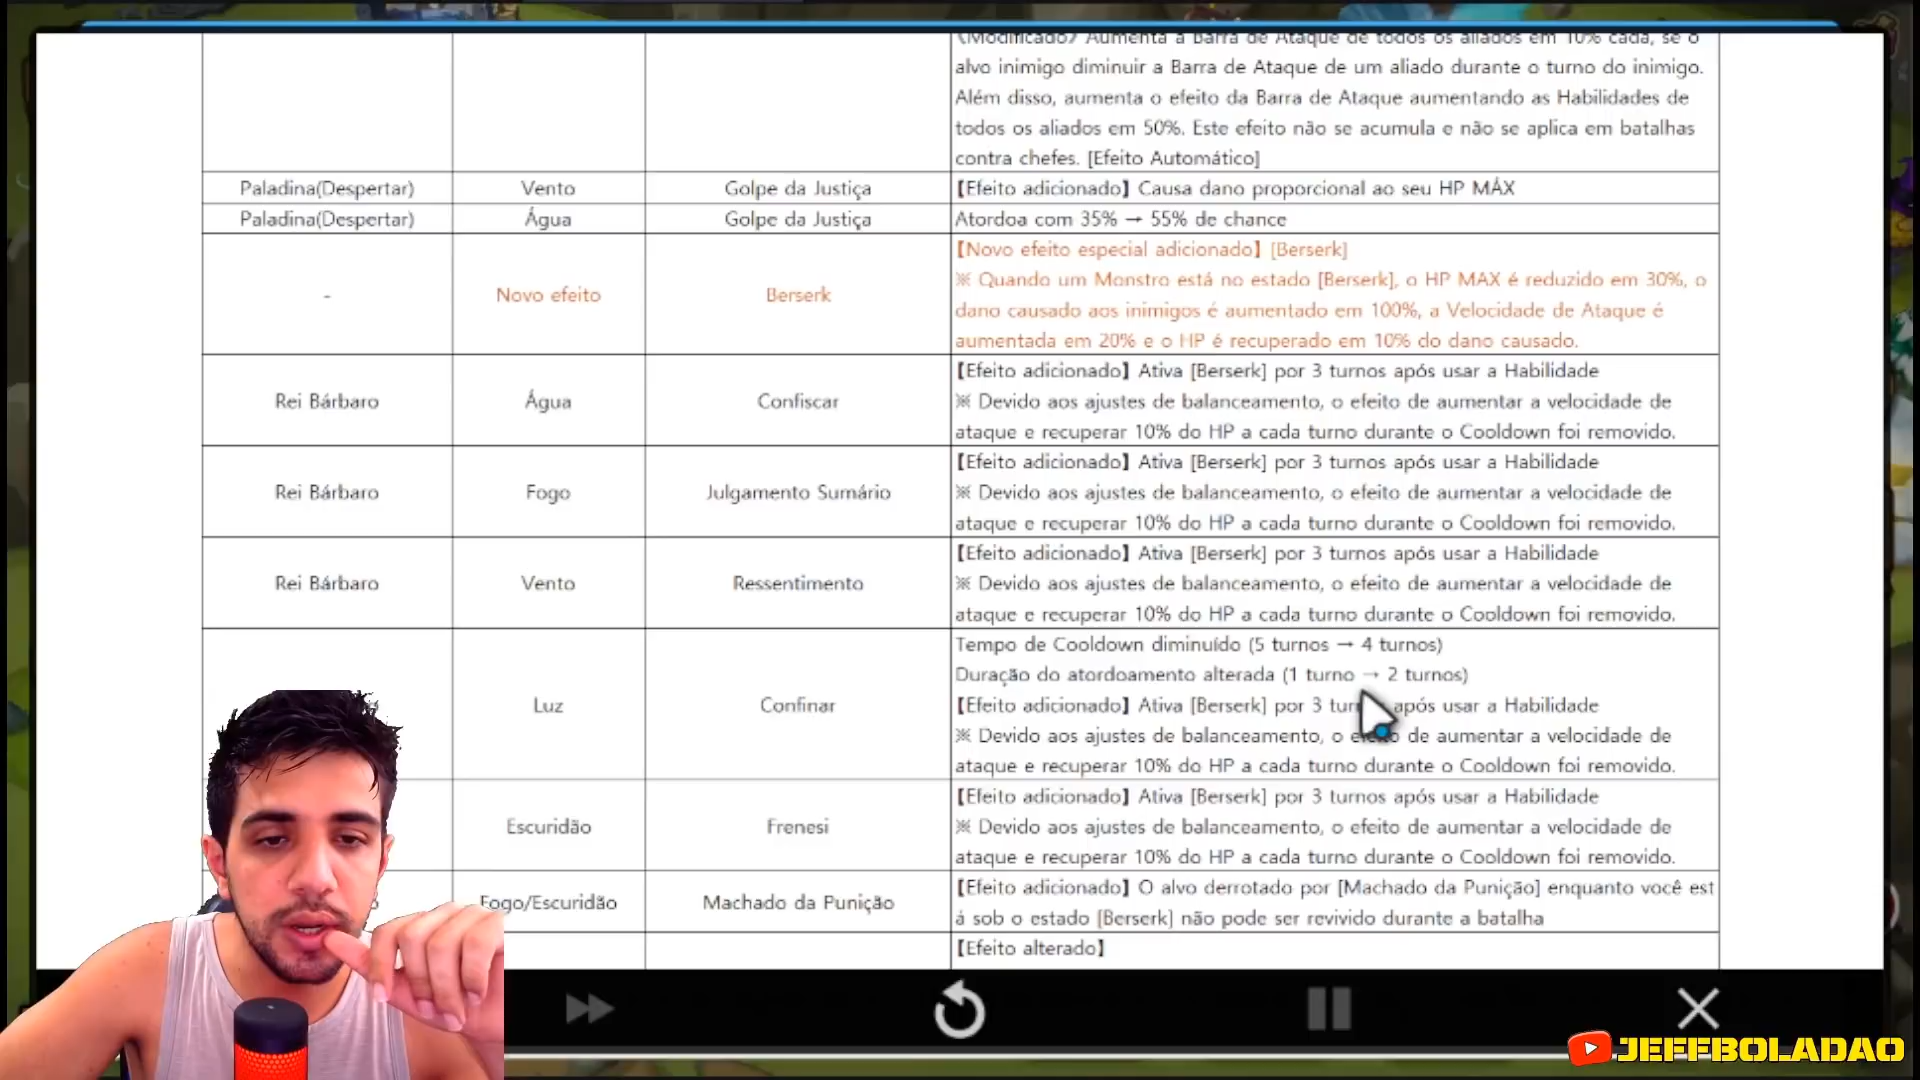 (Modificado) Aumenta a Barra de Ataque de todos os aliados em 10% cada, se o
alvo inimigo diminuir a Barra de Ataque de um aliado durante o turno do inimigo.
Além disso, aumenta o efeito da Barra de Ataque aumentando as Habilidades de
todos os aliados em 50%. Este efeito não se acumula e não se aplica em batalhas
contra chefes. [Efeito Automático]
Paladina(Despertar) Vento Golpe da Justiça 【Efeito adicionado】 Causa dano proporcional ao seu HP MÁX
Paladina(Despertar) Água Golpe da Justiça Atordoa com 35% → 55% de chance
- Novo efeito Berserk
【Novo efeito especial adicionado】 [Berserk]
※ Quando um Monstro está no estado [Berserk], o HP MAX é reduzido em 30%, o
dano causado aos inimigos é aumentado em 100%, a Velocidade de Ataque é
aumentada em 20% e o HP é recuperado em 10% do dano causado.
Rei Bárbaro Água Confiscar
【Efeito adicionado】 Ativa [Berserk] por 3 turnos após usar a Habilidade
※ Devido aos ajustes de balanceamento, o efeito de aumentar a velocidade de
ataque e recuperar 10% do HP a cada turno durante o Cooldown foi removido.
Rei Bárbaro Fogo Julgamento Sumário
【Efeito adicionado】 Ativa [Berserk] por 3 turnos após usar a Habilidade
※ Devido aos ajustes de balanceamento, o efeito de aumentar a velocidade de
ataque e recuperar 10% do HP a cada turno durante o Cooldown foi removido.
Rei Bárbaro Vento Ressentimento
【Efeito adicionado】 Ativa [Berserk] por 3 turnos após usar a Habilidade
※ Devido aos ajustes de balanceamento, o efeito de aumentar a velocidade de
ataque e recuperar 10% do HP a cada turno durante o Cooldown foi removido.
Luz Confinar
Tempo de Cooldown diminuído (5 turnos → 4 turnos)
Duração do atordoamento alterada (1 turno → 2 turnos)
【Efeito adicionado】 Ativa [Berserk] por 3 após usar a Habilidade
※ Devido aos ajustes de balanceamento, o de aumentar a velocidade de
ataque e recuperar 10% do HP a cada turno durante o Cooldown foi removido.
Escuridão Frenesi
【Efeito adicionado】 Ativa [Berserk] por 3 turnos após usar a Habilidade
※ Devido aos ajustes de balanceamento, o efeito de aumentar a velocidade de
ataque e recuperar 10% do HP a cada turno durante o Cooldown foi removido.
Fogo/Escuridão Machado da Punição
【Efeito adicionado】 O alvo derrotado por [Machado da Punição] enquanto você est
á sob o estado [Berserk] não pode ser revivido durante a batalha
【Efeito alterado】
JEFFBOLADAO